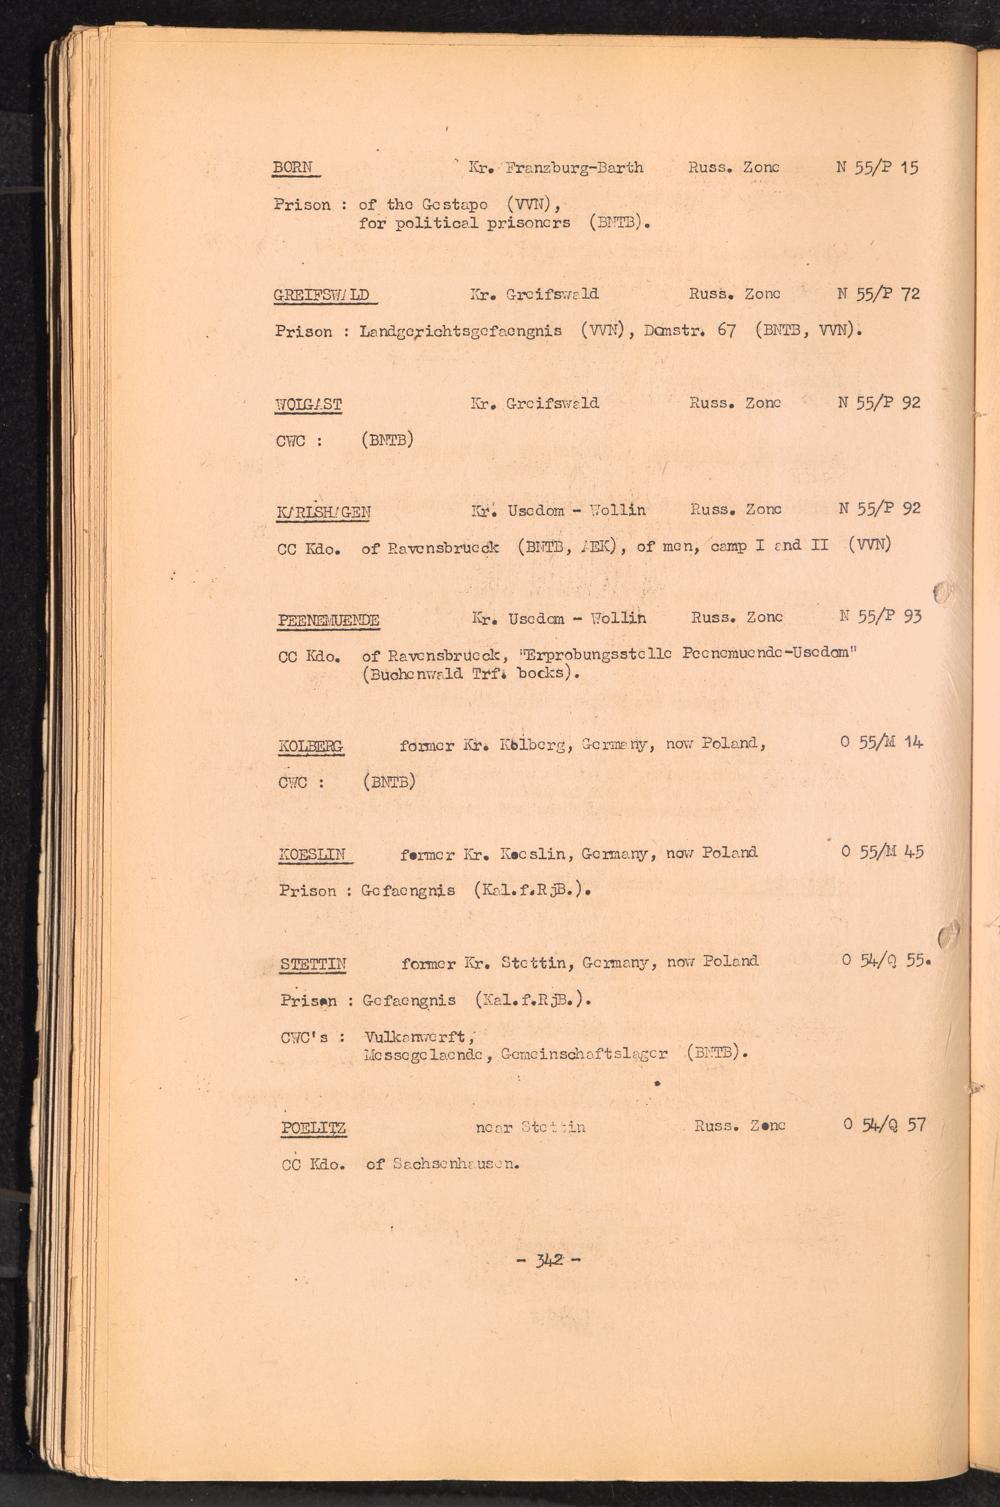 BORN Kr. Franzburg-Barth Russ. Zone N 55/P 15
Prison : of the Gestapo (VVN),
for political prisoners (BNTB).
GREIFSWALD Kr. Greifswald Russ. Zone N 55/P 72
Prison : Landgerichtsgefaengnis (VVN), Domstr. 67 (BNTB, VVN).
WOLGAST Kr. Greifswald Russ. Zone N 55/P 92
CWC : (BNTB)
KARLSHAGEN Kr. Usedom - Wollin Russ. Zone N 55/P 92
CC Kdo. of Ravensbrueck (BNTB, AEK), of men, camp I and II (VVN)
PEENEMUENDE Kr. Usedom - Wollin Russ. Zone N 55/P 93
CC Kdo. of Ravensbrueck, "Erprobungsstelle Peenemuende-Usedom"
(Buchenwald Trf. bocks).
KOLBERG former Kr. Kolberg, Germany, now Poland, O 55/M 14
CWC : (BNTB)
KOESLIN former Kr. Koeslin, Germany, now Poland O 55/M 45
Prison : Gefaengnis (Kal.f.RjB.).
STETTIN former Kr. Stettin, Germany, now Poland O 54/Q 55.
Prison : Gefaengnis (Kal.f.RjB.).
CWC's : Vulkanwerft,
Messegelaende, Gemeinschaftslager (BNTB).
POELITZ near Stettin Russ. Zone O 54/Q 57
CC Kdo. of Sachsenhausen.
- 342 -